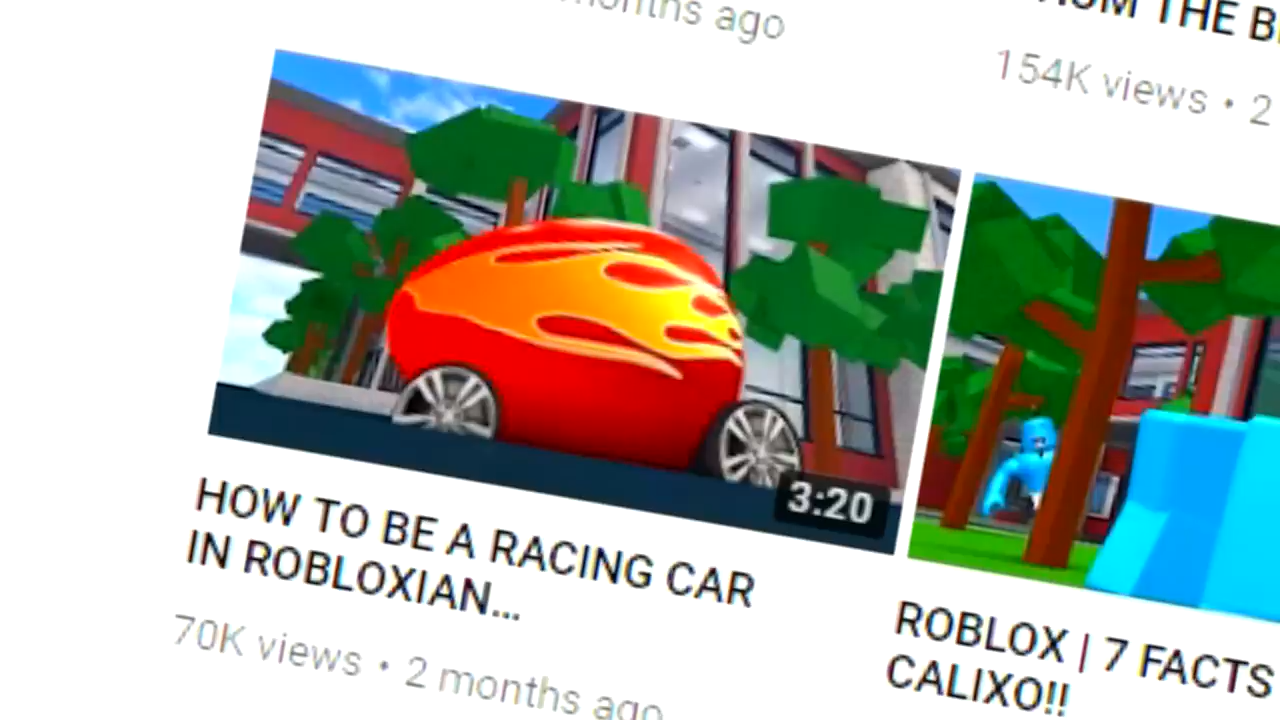 months ago
THE
154K views • 2
3:20
HOW TO BE A RACING CAR
IN ROBLOXIAN...
70K views • 2 months ago
ROBLOX | 7 FACTS
CALIXO!!